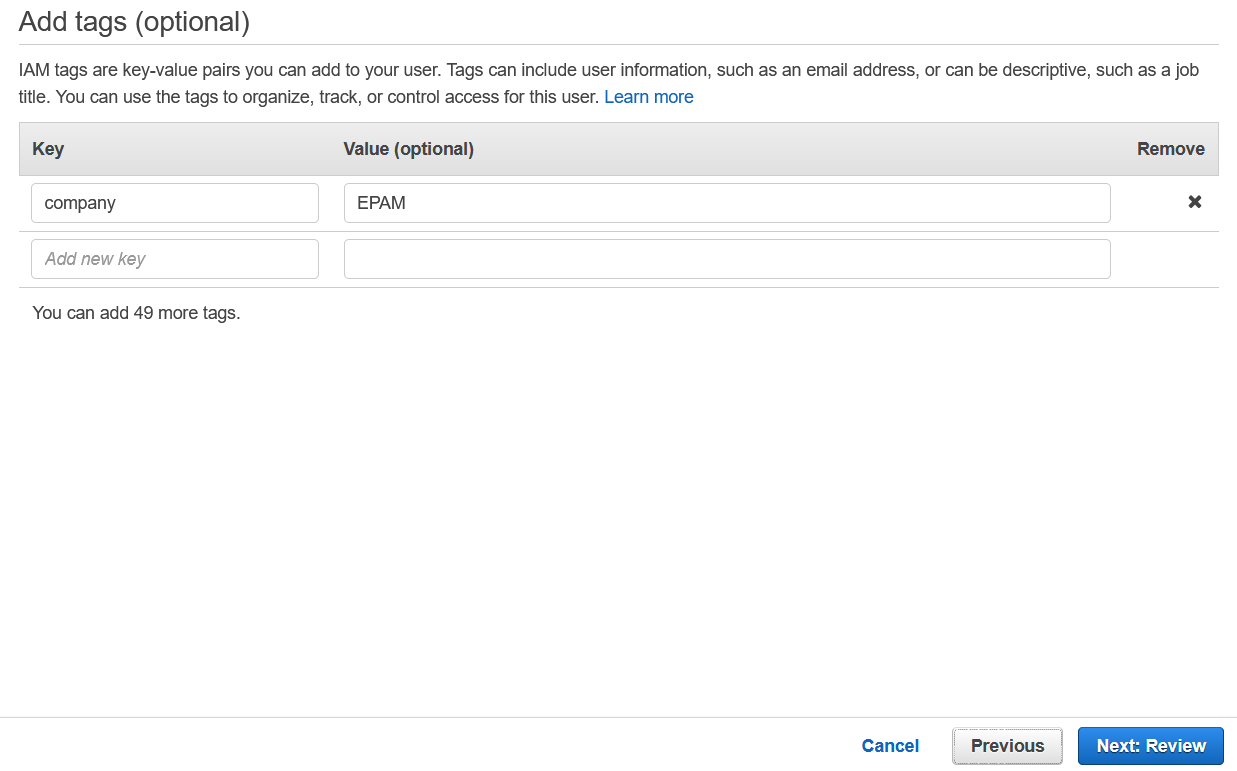 Add tags (optional)
IAM tags are key-value pairs you can add to your user. Tags can include user information, such as an email address, or can be descriptive, such as a job
title. You can use the tags to organize, track, or control access for this user. Learn more
Key Value (optional) Remove
company EPAM
Add new key
You can add 49 more tags.
Cancel Previous Next: Review